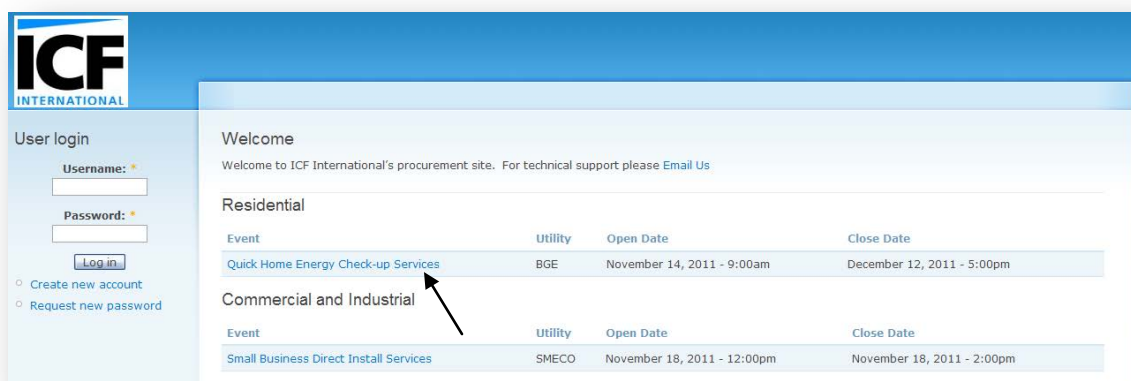 ICF
INTERNATIONAL
User login
Username: *
Password: *
Log in
Create new account
Request new password
Welcome
Welcome to ICF International's procurement site. For technical support please Email Us
Residential
Event Utility Open Date Close Date
Quick Home Energy Check-up Services BGE November 14, 2011 - 9:00am December 12, 2011 - 5:00pm
Commercial and Industrial
Event Utility Open Date Close Date
Small Business Direct Install Services SMECO November 18, 2011 - 12:00pm November 18, 2011 - 2:00pm